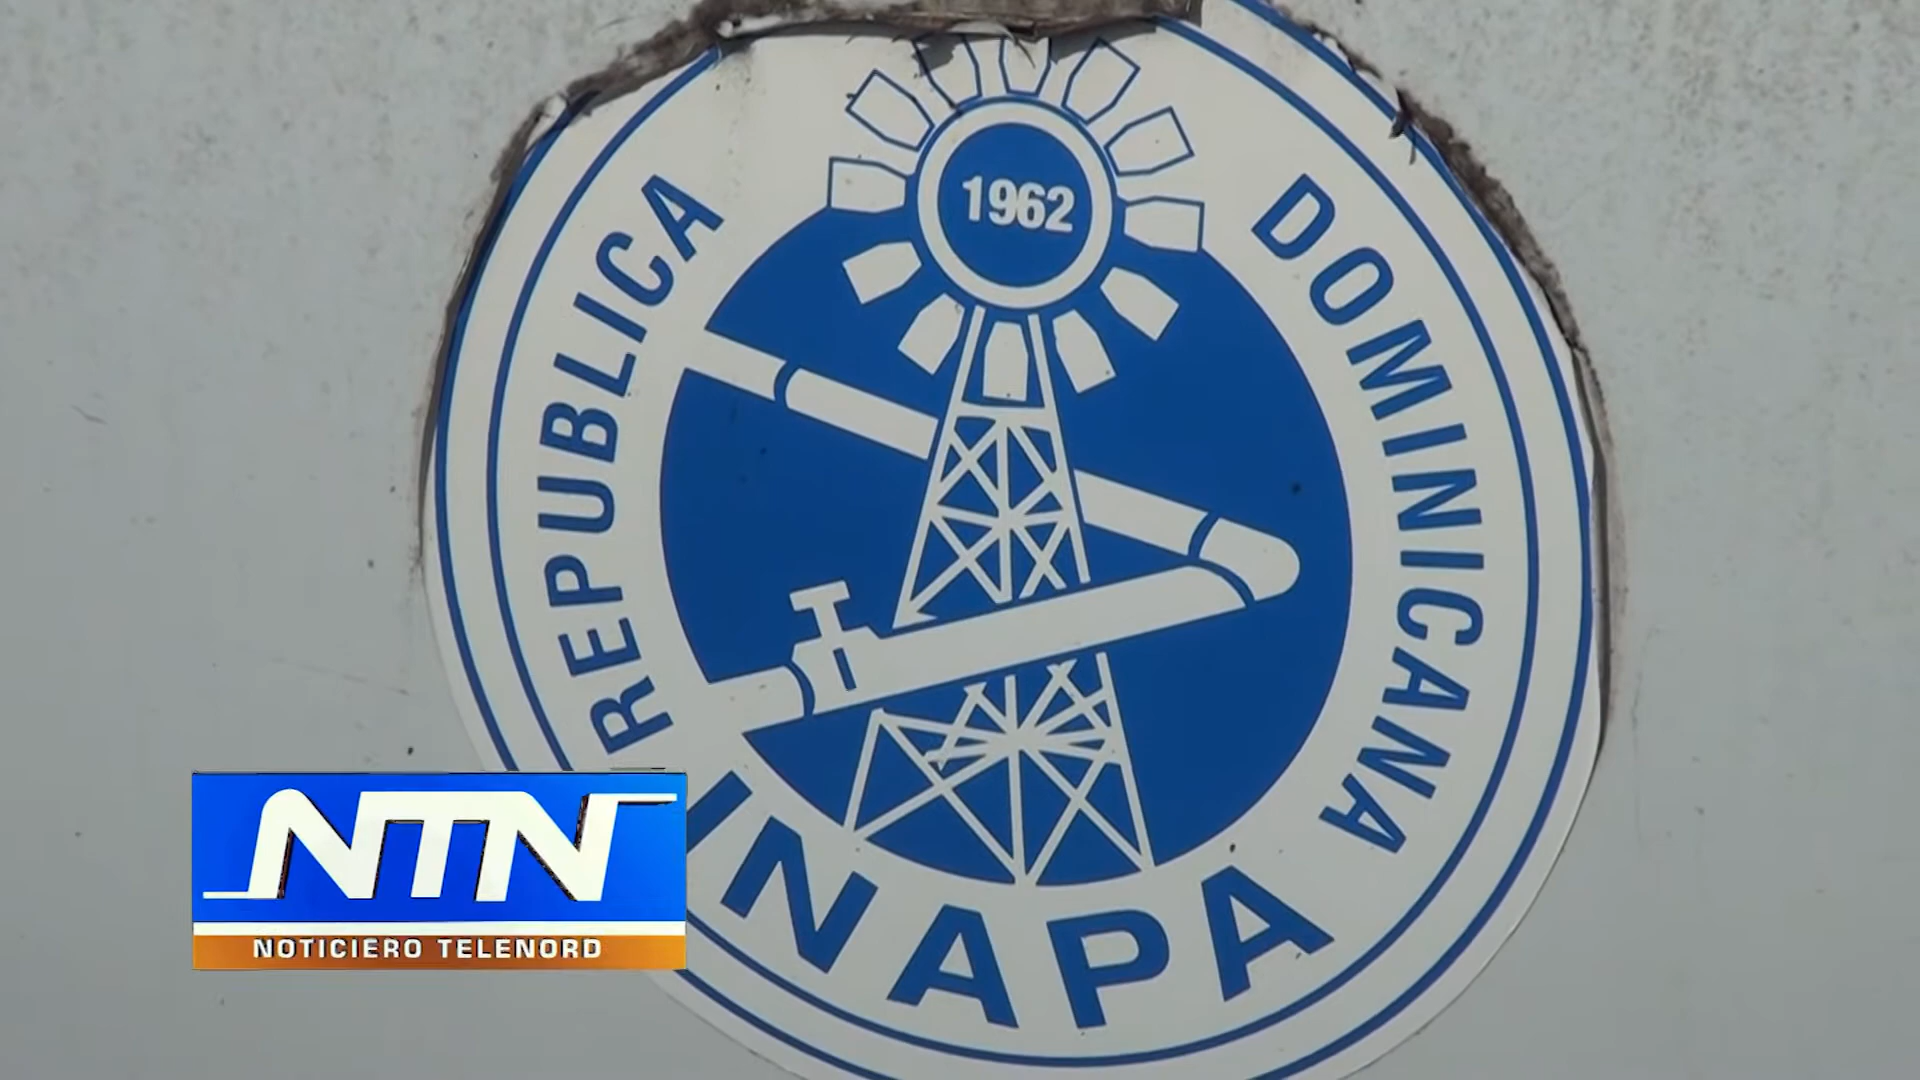 1962
REPUBLICA DOMINICANA
INAPA
NTN
NOTICIERO TELENORD